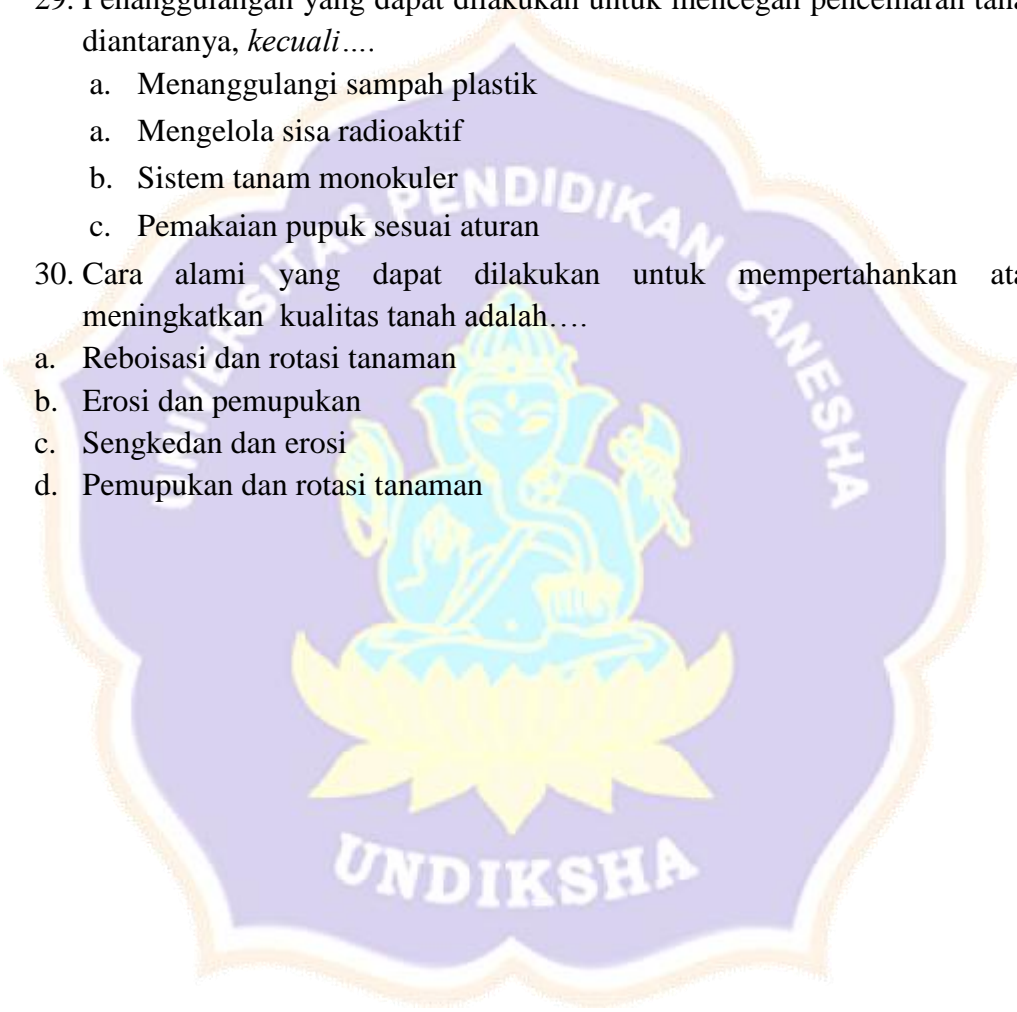 29. Penanggulangan yang dapat dilakukan untuk mencegah pencemaran
diantaranya, kecuali….
a. Menanggulangi sampah plastik
a. Mengelola sisa radioaktif
b. Sistem tanam monokuler
c. Pemakaian pupuk sesuai aturan
30. Cara alami yang dapat dilakukan untuk mempertahankan
meningkatkan kualitas tanah adalah….
a. Reboisasi dan rotasi tanaman
b. Erosi dan pemupukan
c. Sengkedan dan erosi
d. Pemupukan dan rotasi tanaman
UNIVERSITAS PENDIDIKAN GANESHA
UNDIKSHA